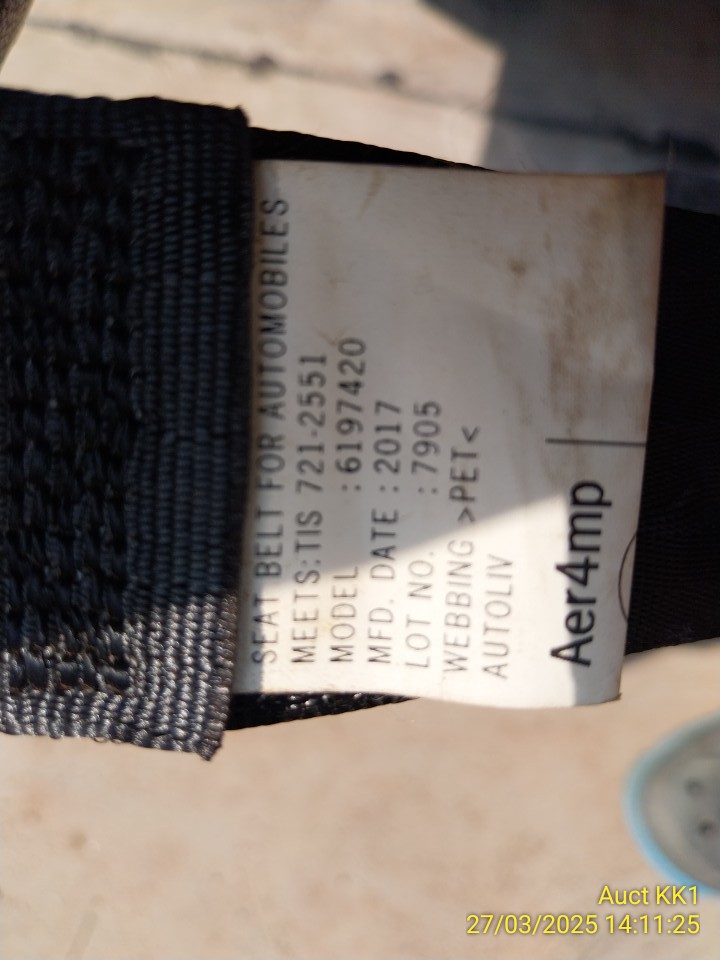 SEAT BELT FOR AUTOMOBILES
MEETS:TIS 721-2551
MODEL :6197420
MFD. DATE :2017
LOT NO. :7905
WEBBING >PET<
AUTOLIV
Aer4mp
Auct KK1
27/03/2025 14:11:25